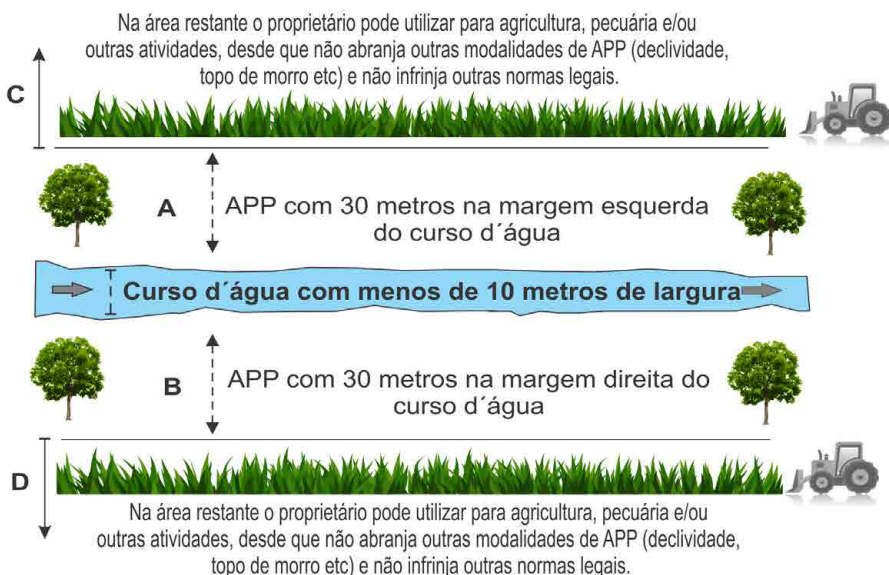 Na área restante o proprietário pode utilizar para agricultura, pecuária e/ou
outras atividades, desde que não abranja outras modalidades de APP (declividade,
topo de morro etc) e não infrinja outras normas legais.
C
A
APP com 30 metros na margem esquerda
do curso d´água
Curso d´água com menos de 10 metros de largura
B
APP com 30 metros na margem direita do
curso d´água
D
Na área restante o proprietário pode utilizar para agricultura, pecuária e/ou
outras atividades, desde que não abranja outras modalidades de APP (declividade,
topo de morro etc) e não infrinja outras normas legais.